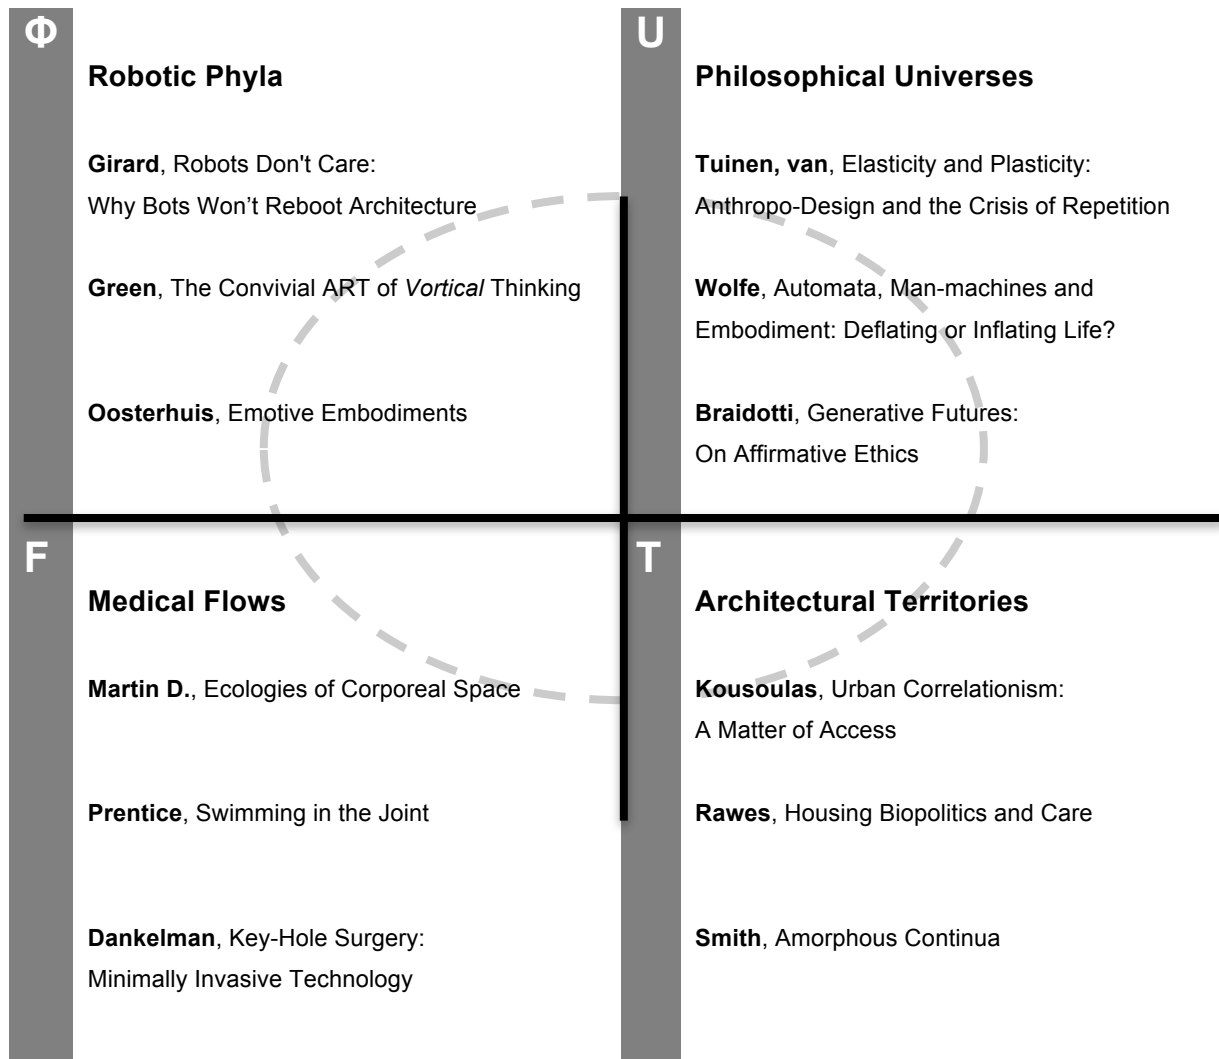 Φ
Robotic Phyla
Girard, Robots Don't Care:
Why Bots Won’t Reboot Architecture
Green, The Convivial ART of Vortical Thinking
Oosterhuis, Emotive Embodiments
U
Philosophical Universes
Tuinen, van, Elasticity and Plasticity:
Anthropo-Design and the Crisis of Repetition
Wolfe, Automata, Man-machines and
Embodiment: Deflating or Inflating Life?
Braidotti, Generative Futures:
On Affirmative Ethics
F
Medical Flows
Martin D., Ecologies of Corporeal Space
Prentice, Swimming in the Joint
Dankelman, Key-Hole Surgery:
Minimally Invasive Technology
T
Architectural Territories
Kousoulas, Urban Correlationism:
A Matter of Access
Rawes, Housing Biopolitics and Care
Smith, Amorphous Continua